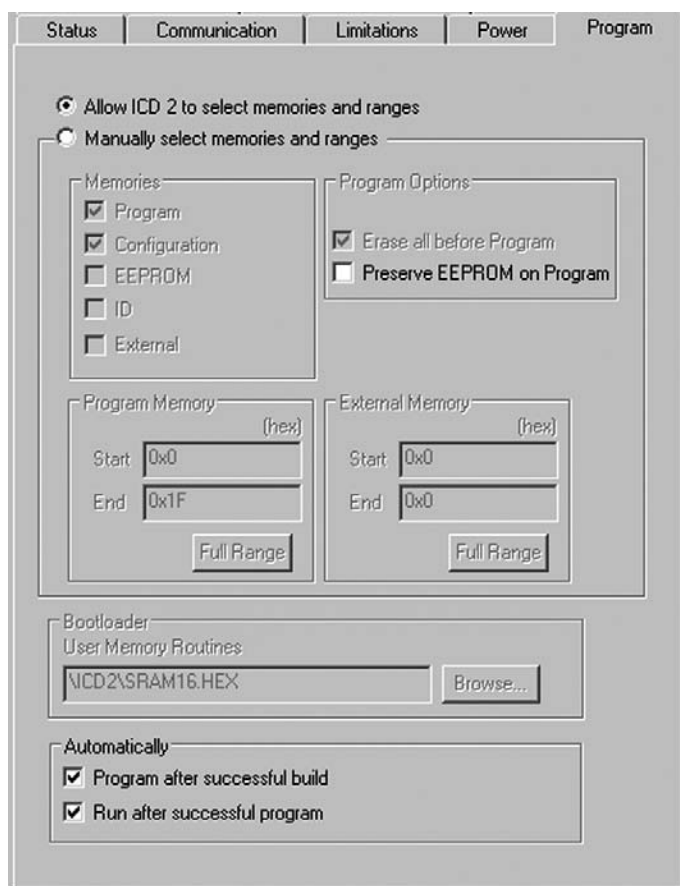 Status Communication Limitations Power Program
Allow ICD 2 to select memories and ranges
Manually select memories and ranges
Memories
Program
Configuration
EEPROM
ID
External
Program Options
Erase all before Program
Preserve EEPROM on Program
Program Memory
(hex)
Start 0x0
End 0x1F
Full Range
External Memory
(hex)
Start 0x0
End 0x0
Full Range
Bootloader
User Memory Routines
\ICD2\SRAM16.HEX Browse...
Automatically
Program after successful build
Run after successful program